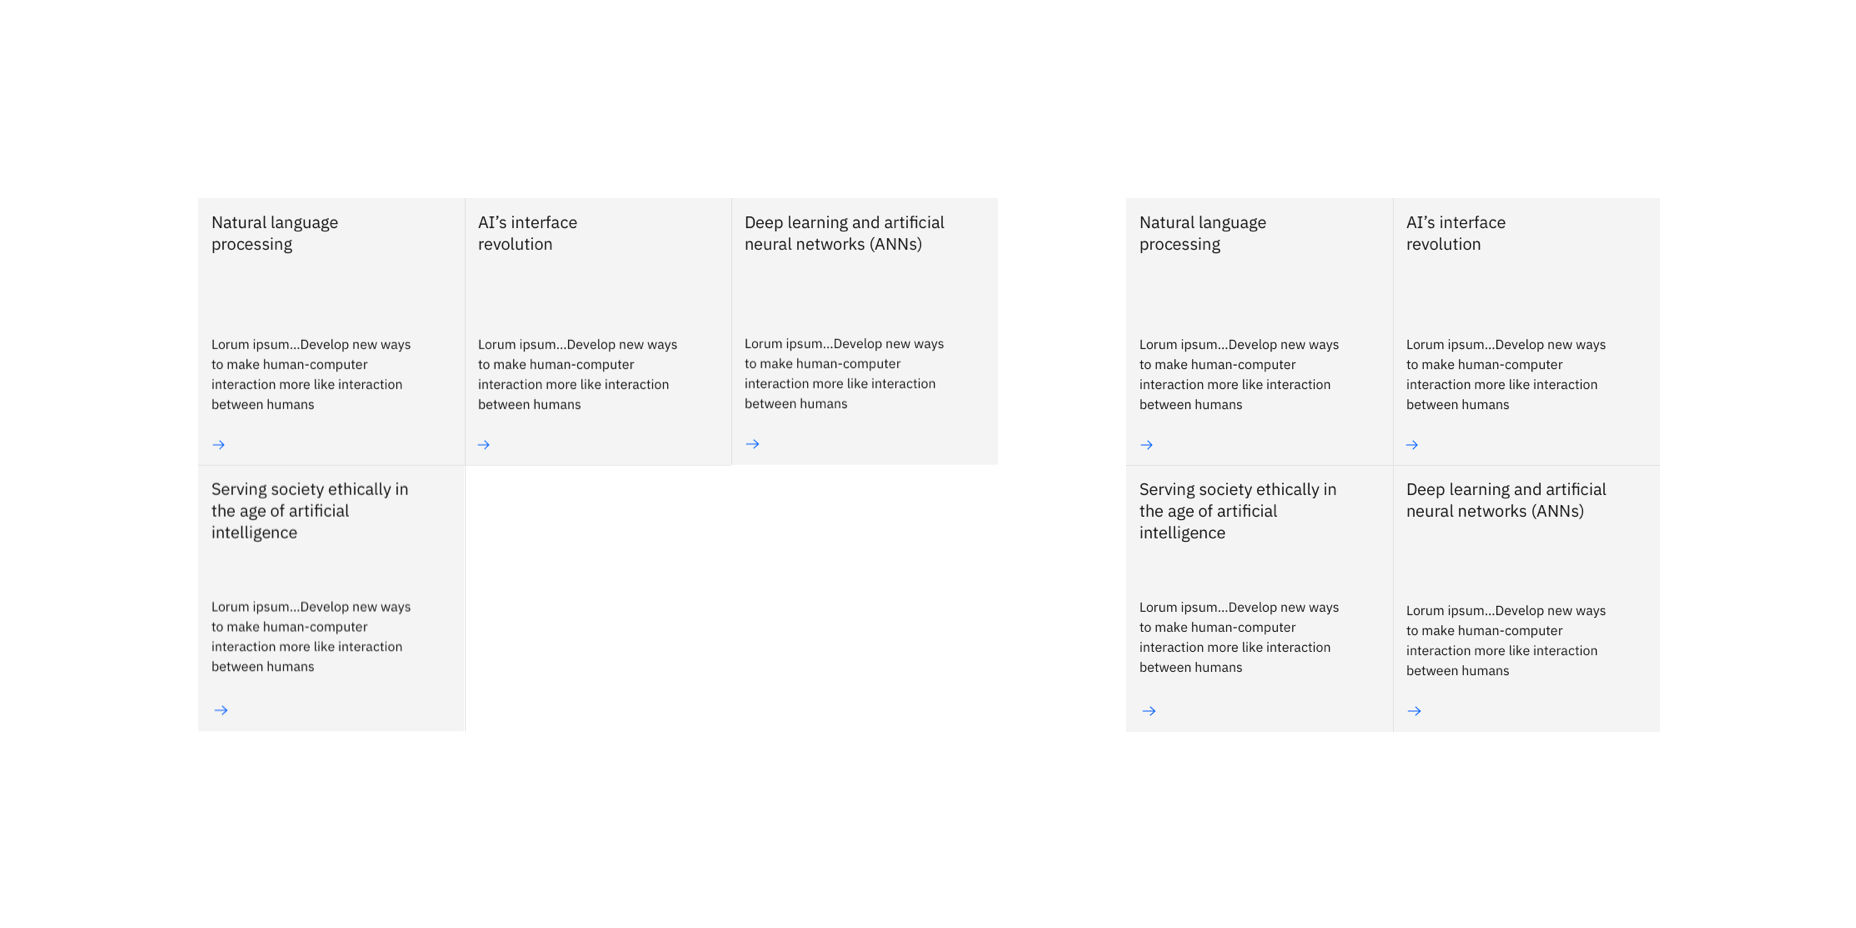 Natural language
processing
Lorum ipsum...Develop new ways
to make human-computer
interaction more like interaction
between humans
AI’s interface
revolution
Lorum ipsum...Develop new ways
to make human-computer
interaction more like interaction
between humans
Deep learning and artificial
neural networks (ANNs)
Lorum ipsum...Develop new ways
to make human-computer
interaction more like interaction
between humans
Serving society ethically in
the age of artificial
intelligence
Lorum ipsum...Develop new ways
to make human-computer
interaction more like interaction
between humans
Natural language
processing
Lorum ipsum...Develop new ways
to make human-computer
interaction more like interaction
between humans
AI’s interface
revolution
Lorum ipsum...Develop new ways
to make human-computer
interaction more like interaction
between humans
Serving society ethically in
the age of artificial
intelligence
Lorum ipsum...Develop new ways
to make human-computer
interaction more like interaction
between humans
Deep learning and artificial
neural networks (ANNs)
Lorum ipsum...Develop new ways
to make human-computer
interaction more like interaction
between humans